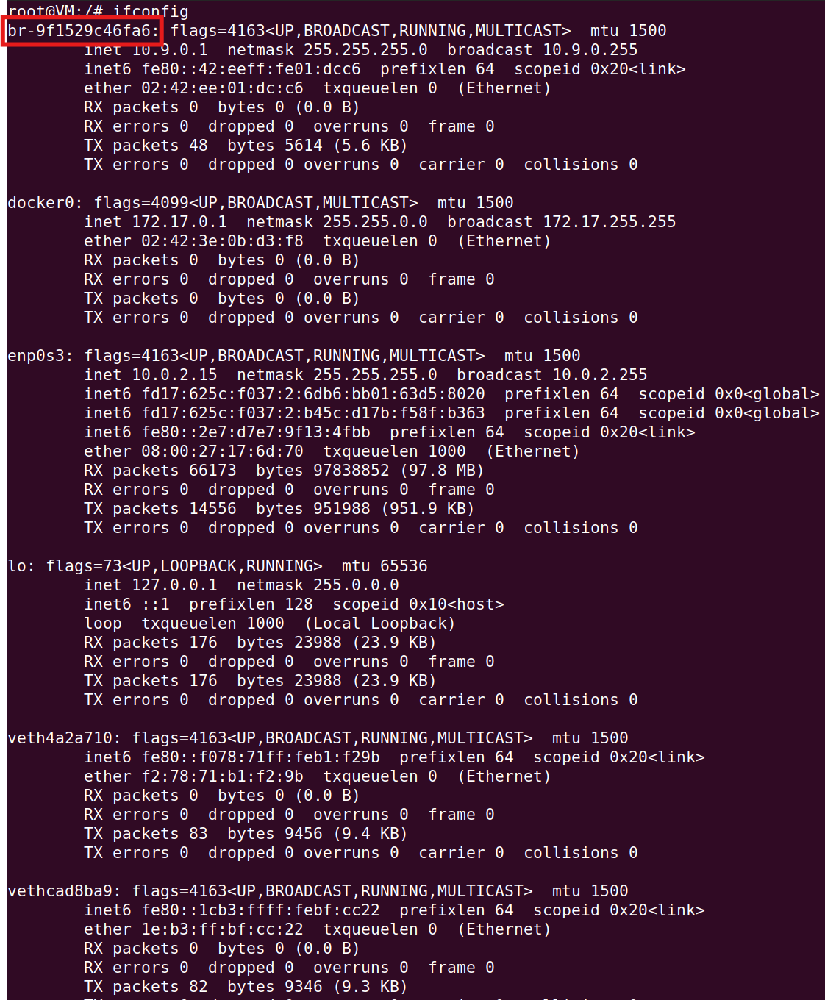 root@VM:/# ifconfig
br-9f1529c46fa6: flags=4163<UP,BROADCAST,RUNNING,MULTICAST>  mtu 1500
        inet 10.9.0.1  netmask 255.255.255.0  broadcast 10.9.0.255
        inet6 fe80::42:eeff:fe01:dcc6  prefixlen 64  scopeid 0x20<link>
        ether 02:42:ee:01:dc:c6  txqueuelen 0  (Ethernet)
        RX packets 0  bytes 0 (0.0 B)
        RX errors 0  dropped 0  overruns 0  frame 0
        TX packets 48  bytes 5614 (5.6 KB)
        TX errors 0  dropped 0 overruns 0  carrier 0  collisions 0

docker0: flags=4099<UP,BROADCAST,MULTICAST>  mtu 1500
        inet 172.17.0.1  netmask 255.255.0.0  broadcast 172.17.255.255
        ether 02:42:3e:0b:d3:f8  txqueuelen 0  (Ethernet)
        RX packets 0  bytes 0 (0.0 B)
        RX errors 0  dropped 0  overruns 0  frame 0
        TX packets 0  bytes 0 (0.0 B)
        TX errors 0  dropped 0 overruns 0  carrier 0  collisions 0

enp0s3: flags=4163<UP,BROADCAST,RUNNING,MULTICAST>  mtu 1500
        inet 10.0.2.15  netmask 255.255.255.0  broadcast 10.0.2.255
        inet6 fd17:625c:f037:2:6db6:bb01:63d5:8020  prefixlen 64  scopeid 0x0<global>
        inet6 fd17:625c:f037:2:b45c:d17b:f58f:b363  prefixlen 64  scopeid 0x0<global>
        inet6 fe80::2e7:d7e7:9f13:4fbb  prefixlen 64  scopeid 0x20<link>
        ether 08:00:27:17:6d:70  txqueuelen 1000  (Ethernet)
        RX packets 66173  bytes 97838852 (97.8 MB)
        RX errors 0  dropped 0  overruns 0  frame 0
        TX packets 14556  bytes 951988 (951.9 KB)
        TX errors 0  dropped 0 overruns 0  carrier 0  collisions 0

lo: flags=73<UP,LOOPBACK,RUNNING>  mtu 65536
        inet 127.0.0.1  netmask 255.0.0.0
        inet6 ::1  prefixlen 128  scopeid 0x10<host>
        loop  txqueuelen 1000  (Local Loopback)
        RX packets 176  bytes 23988 (23.9 KB)
        RX errors 0  dropped 0  overruns 0  frame 0
        TX packets 176  bytes 23988 (23.9 KB)
        TX errors 0  dropped 0 overruns 0  carrier 0  collisions 0

veth4a2a710: flags=4163<UP,BROADCAST,RUNNING,MULTICAST>  mtu 1500
        inet6 fe80::f078:71ff:feb1:f29b  prefixlen 64  scopeid 0x20<link>
        ether f2:78:71:b1:f2:9b  txqueuelen 0  (Ethernet)
        RX packets 0  bytes 0 (0.0 B)
        RX errors 0  dropped 0  overruns 0  frame 0
        TX packets 83  bytes 9456 (9.4 KB)
        TX errors 0  dropped 0 overruns 0  carrier 0  collisions 0

vethcad8ba9: flags=4163<UP,BROADCAST,RUNNING,MULTICAST>  mtu 1500
        inet6 fe80::1cb3:ffff:febf:cc22  prefixlen 64  scopeid 0x20<link>
        ether 1e:b3:ff:bf:cc:22  txqueuelen 0  (Ethernet)
        RX packets 0  bytes 0 (0.0 B)
        RX errors 0  dropped 0  overruns 0  frame 0
        TX packets 82  bytes 9346 (9.3 KB)